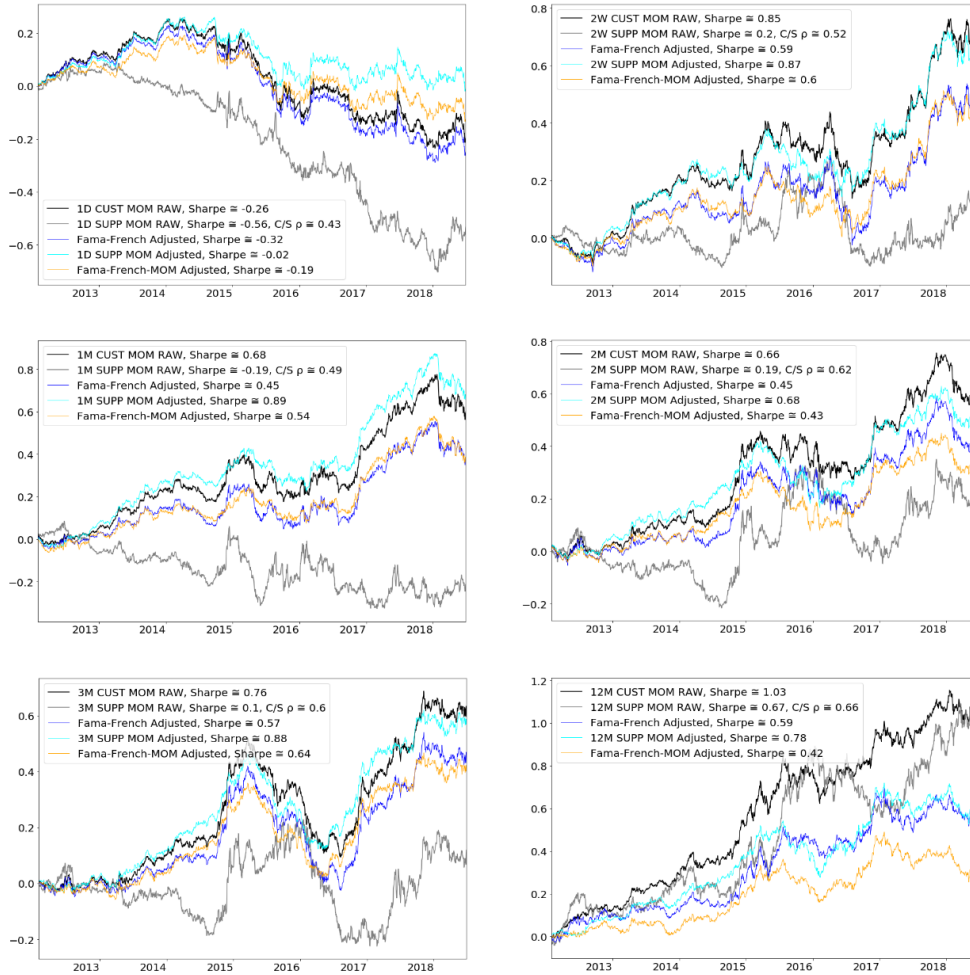 0.2
0.0
−0.2
−0.4
−0.6
1D CUST MOM RAW, Sharpe ≅ -0.26
1D SUPP MOM RAW, Sharpe ≅ -0.56, C/S ρ ≅ 0.43
Fama-French Adjusted, Sharpe ≅ -0.32
1D SUPP MOM Adjusted, Sharpe ≅ -0.02
Fama-French-MOM Adjusted, Sharpe ≅ -0.19
2013 2014 2015 2016 2017 2018
0.8
0.6
0.4
0.2
0.0
2W CUST MOM RAW, Sharpe ≅ 0.85
2W SUPP MOM RAW, Sharpe ≅ 0.2, C/S ρ ≅ 0.52
Fama-French Adjusted, Sharpe ≅ 0.59
2W SUPP MOM Adjusted, Sharpe ≅ 0.87
Fama-French-MOM Adjusted, Sharpe ≅ 0.6
2013 2014 2015 2016 2017 2018
0.8
0.6
0.4
0.2
0.0
−0.2
1M CUST MOM RAW, Sharpe ≅ 0.68
1M SUPP MOM RAW, Sharpe ≅ -0.19, C/S ρ ≅ 0.49
Fama-French Adjusted, Sharpe ≅ 0.45
1M SUPP MOM Adjusted, Sharpe ≅ 0.89
Fama-French-MOM Adjusted, Sharpe ≅ 0.54
2013 2014 2015 2016 2017 2018
0.8
0.6
0.4
0.2
0.0
−0.2
2M CUST MOM RAW, Sharpe ≅ 0.66
2M SUPP MOM RAW, Sharpe ≅ 0.19, C/S ρ ≅ 0.62
Fama-French Adjusted, Sharpe ≅ 0.45
2M SUPP MOM Adjusted, Sharpe ≅ 0.68
Fama-French-MOM Adjusted, Sharpe ≅ 0.43
2013 2014 2015 2016 2017 2018
0.6
0.4
0.2
0.0
−0.2
3M CUST MOM RAW, Sharpe ≅ 0.76
3M SUPP MOM RAW, Sharpe ≅ 0.1, C/S ρ ≅ 0.6
Fama-French Adjusted, Sharpe ≅ 0.57
3M SUPP MOM Adjusted, Sharpe ≅ 0.88
Fama-French-MOM Adjusted, Sharpe ≅ 0.64
2013 2014 2015 2016 2017 2018
1.2
1.0
0.8
0.6
0.4
0.2
0.0
12M CUST MOM RAW, Sharpe ≅ 1.03
12M SUPP MOM RAW, Sharpe ≅ 0.67, C/S ρ ≅ 0.66
Fama-French Adjusted, Sharpe ≅ 0.59
12M SUPP MOM Adjusted, Sharpe ≅ 0.78
Fama-French-MOM Adjusted, Sharpe ≅ 0.42
2013 2014 2015 2016 2017 2018